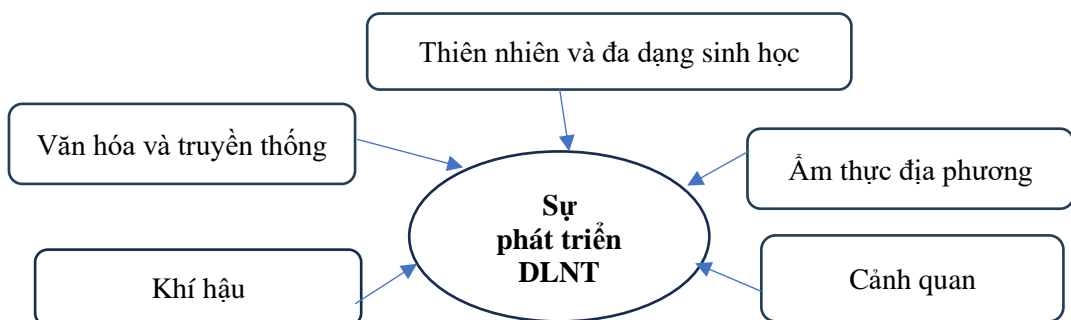 Thiên nhiên và đa dạng sinh học
Văn hóa và truyền thống
Ẩm thực địa phương
Sự
phát triển
DLNT
Khí hậu
Cảnh quan